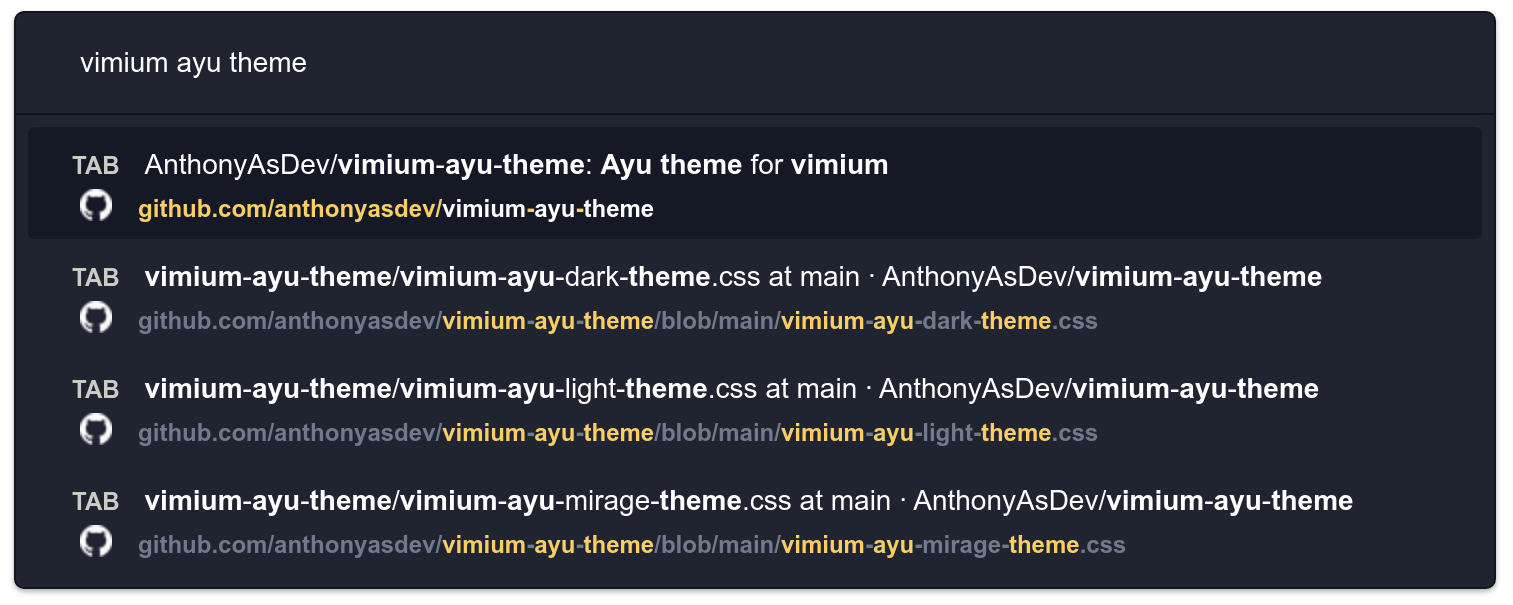 vimium ayu theme
TAB AnthonyAsDev/vimium-ayu-theme: Ayu theme for vimium
github.com/anthonyasdev/vimium-ayu-theme
TAB vimium-ayu-theme/vimium-ayu-dark-theme.css at main · AnthonyAsDev/vimium-ayu-theme
github.com/anthonyasdev/vimium-ayu-theme/blob/main/vimium-ayu-dark-theme.css
TAB vimium-ayu-theme/vimium-ayu-light-theme.css at main · AnthonyAsDev/vimium-ayu-theme
github.com/anthonyasdev/vimium-ayu-theme/blob/main/vimium-ayu-light-theme.css
TAB vimium-ayu-theme/vimium-ayu-mirage-theme.css at main · AnthonyAsDev/vimium-ayu-theme
github.com/anthonyasdev/vimium-ayu-theme/blob/main/vimium-ayu-mirage-theme.css